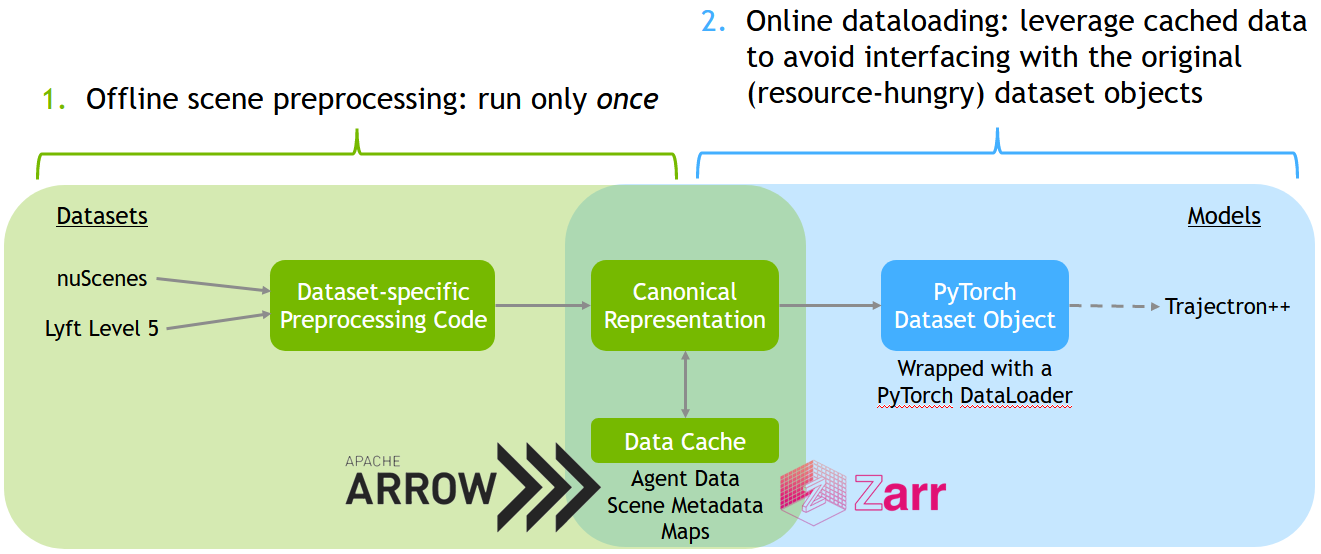 1. Offline scene preprocessing: run only once
2. Online dataloading: leverage cached data
to avoid interfacing with the original
(resource-hungry) dataset objects
Datasets
nuScenes
Lyft Level 5
Dataset-specific
Preprocessing Code
Canonical
Representation
Data Cache
Agent Data
Scene Metadata
Maps
APACHE
ARROW
Zarr
PyTorch
Dataset Object
Wrapped with a
PyTorch DataLoader
Models
Trajectron++